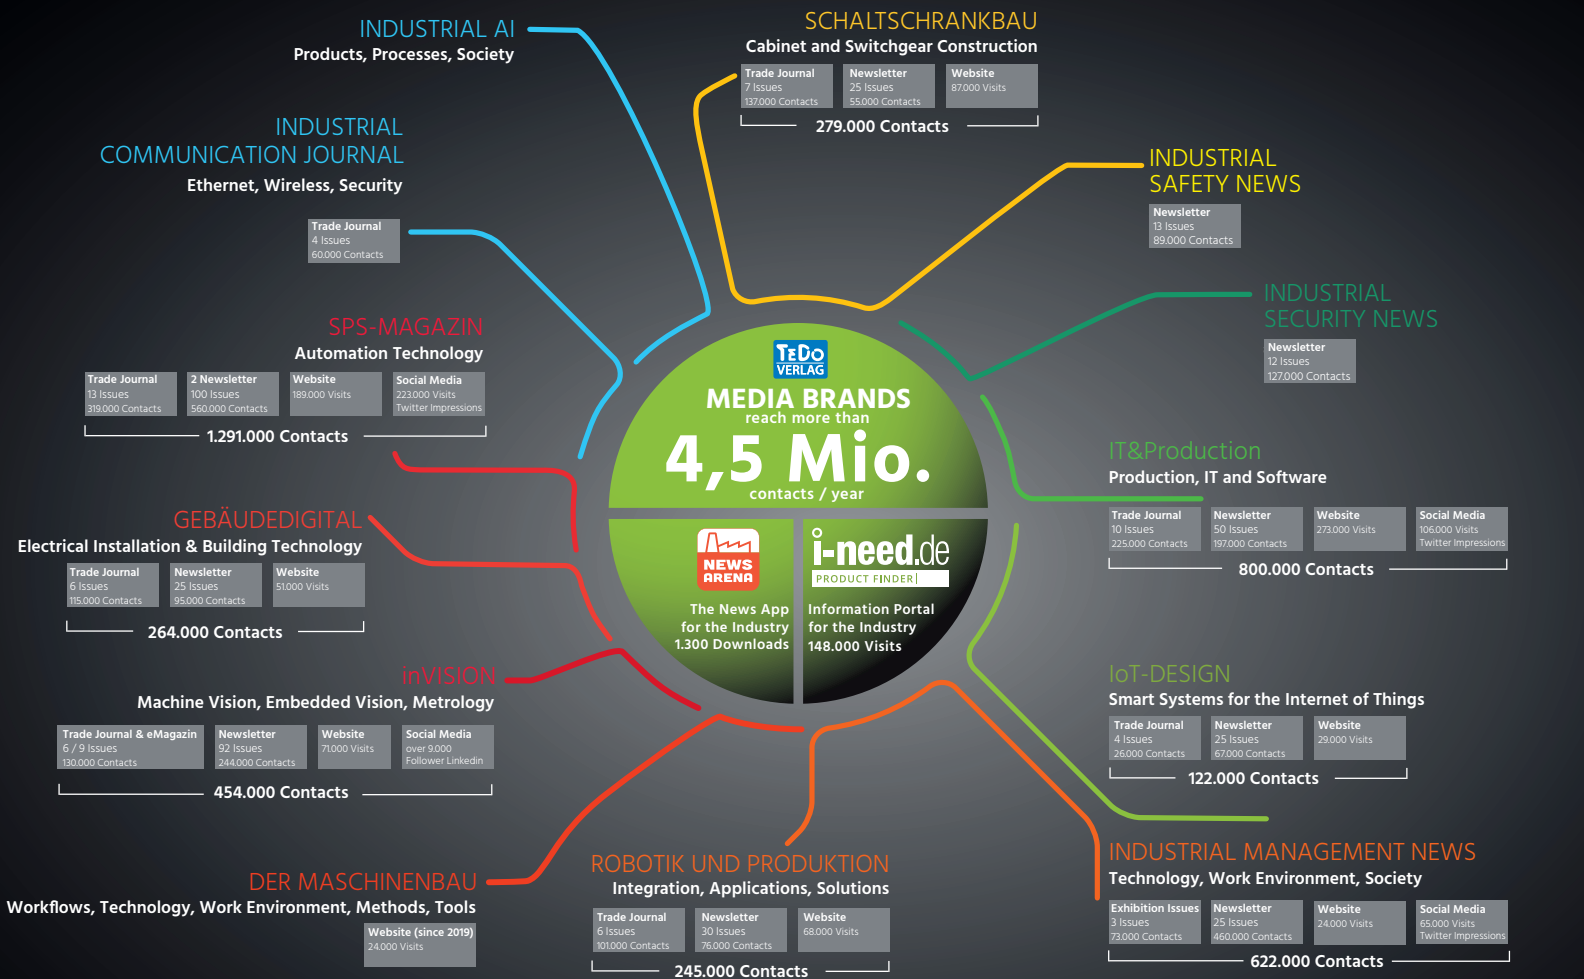 INDUSTRIAL AI
Products, Processes, Society
INDUSTRIAL
COMMUNICATION JOURNAL
Ethernet, Wireless, Security
Trade Journal
4 Issues
60.000 Contacts
SPS-MAGAZIN
Automation Technology
Trade Journal
13 Issues
319.000 Contacts
2 Newsletter
100 Issues
560.000 Contacts
Website
189.000 Visits
Social Media
223.000 Visits
Twitter Impressions
1.291.000 Contacts
GEBÄUDEDIGITAL
Electrical Installation & Building Technology
Trade Journal
6 Issues
115.000 Contacts
Newsletter
25 Issues
95.000 Contacts
Website
51.000 Visits
264.000 Contacts
inVISION
Machine Vision, Embedded Vision, Metrology
Trade Journal & eMagazin
6 / 9 Issues
130.000 Contacts
Newsletter
92 Issues
244.000 Contacts
Website
71.000 Visits
Social Media
over 9.000
Follower Linkedin
454.000 Contacts
DER MASCHINENBAU
Workflows, Technology, Work Environment, Methods, Tools
Website (since 2019)
24.000 Visits
SCHALTSCHRANKBAU
Cabinet and Switchgear Construction
Trade Journal
7 Issues
137.000 Contacts
Newsletter
25 Issues
55.000 Contacts
Website
87.000 Visits
279.000 Contacts
TeDo
VERLAG
MEDIA BRANDS
reach more than
4,5 Mio.
contacts / year
NEWS
ARENA
The News App
for the Industry
1.300 Downloads
i-need.de
PRODUCT FINDER
Information Portal
for the Industry
148.000 Visits
ROBOTIK UND PRODUKTION
Integration, Applications, Solutions
Trade Journal
6 Issues
101.000 Contacts
Newsletter
30 Issues
76.000 Contacts
Website
68.000 Visits
245.000 Contacts
INDUSTRIAL
SAFETY NEWS
Newsletter
13 Issues
89.000 Contacts
INDUSTRIAL
SECURITY NEWS
Newsletter
12 Issues
127.000 Contacts
IT&Production
Production, IT and Software
Trade Journal
10 Issues
225.000 Contacts
Newsletter
50 Issues
197.000 Contacts
Website
273.000 Visits
Social Media
106.000 Visits
Twitter Impressions
800.000 Contacts
IoT-DESIGN
Smart Systems for the Internet of Things
Trade Journal
4 Issues
26.000 Contacts
Newsletter
25 Issues
67.000 Contacts
Website
29.000 Visits
122.000 Contacts
INDUSTRIAL MANAGEMENT NEWS
Technology, Work Environment, Society
Exhibition Issues
3 Issues
73.000 Contacts
Newsletter
25 Issues
460.000 Contacts
Website
24.000 Visits
Social Media
65.000 Visits
Twitter Impressions
622.000 Contacts